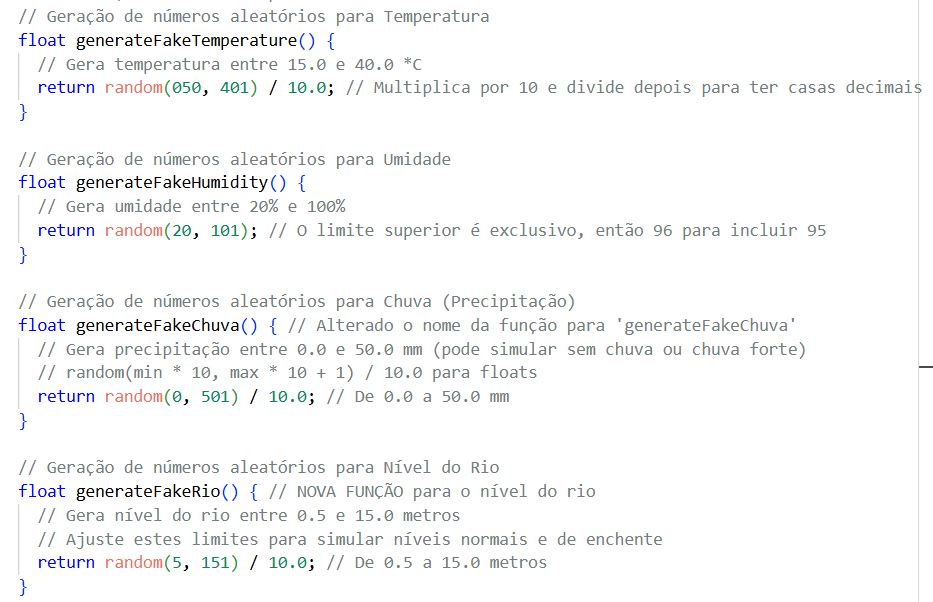 // Geração de números aleatórios para Temperatura
float generateFakeTemperature() {
  // Gera temperatura entre 15.0 e 40.0 *C
  return random(050, 401) / 10.0; // Multiplica por 10 e divide depois para ter casas decimais
}

// Geração de números aleatórios para Umidade
float generateFakeHumidity() {
  // Gera umidade entre 20% e 100%
  return random(20, 101); // O limite superior é exclusivo, então 96 para incluir 95
}

// Geração de números aleatórios para Chuva (Precipitação)
float generateFakeChuva() { // Alterado o nome da função para 'generateFakeChuva'
  // Gera precipitação entre 0.0 e 50.0 mm (pode simular sem chuva ou chuva forte)
  // random(min * 10, max * 10 + 1) / 10.0 para floats
  return random(0, 501) / 10.0; // De 0.0 a 50.0 mm
}

// Geração de números aleatórios para Nível do Rio
float generateFakeRio() { // NOVA FUNÇÃO para o nível do rio
  // Gera nível do rio entre 0.5 e 15.0 metros
  // Ajuste estes limites para simular níveis normais e de enchente
  return random(5, 151) / 10.0; // De 0.5 a 15.0 metros
}